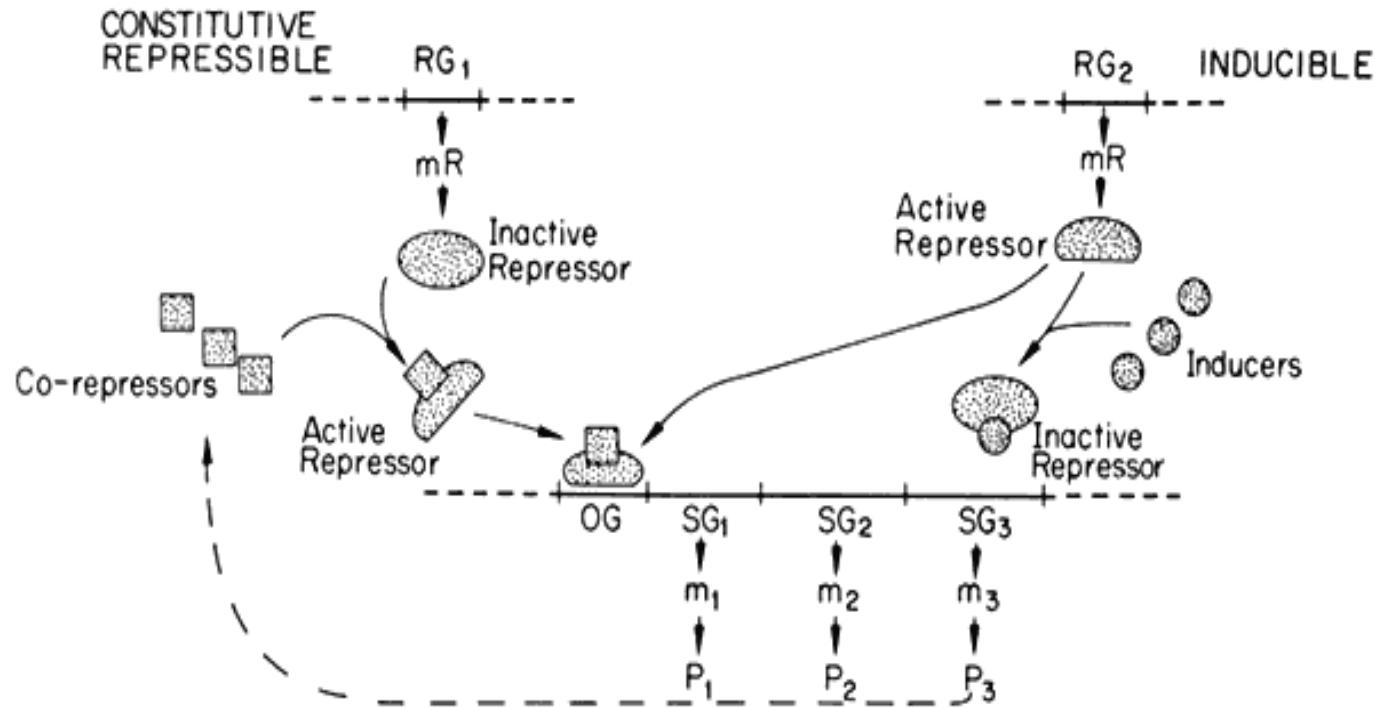 CONSTITUTIVE
REPRESSIBLE
RG₁
RG₂
INDUCIBLE
mR
mR
Inactive
Repressor
Active
Repressor
Co-repressors
Inducers
Active
Repressor
Inactive
Repressor
OG
SG₁
SG₂
SG₃
m₁
m₂
m₃
P₁
P₂
P₃